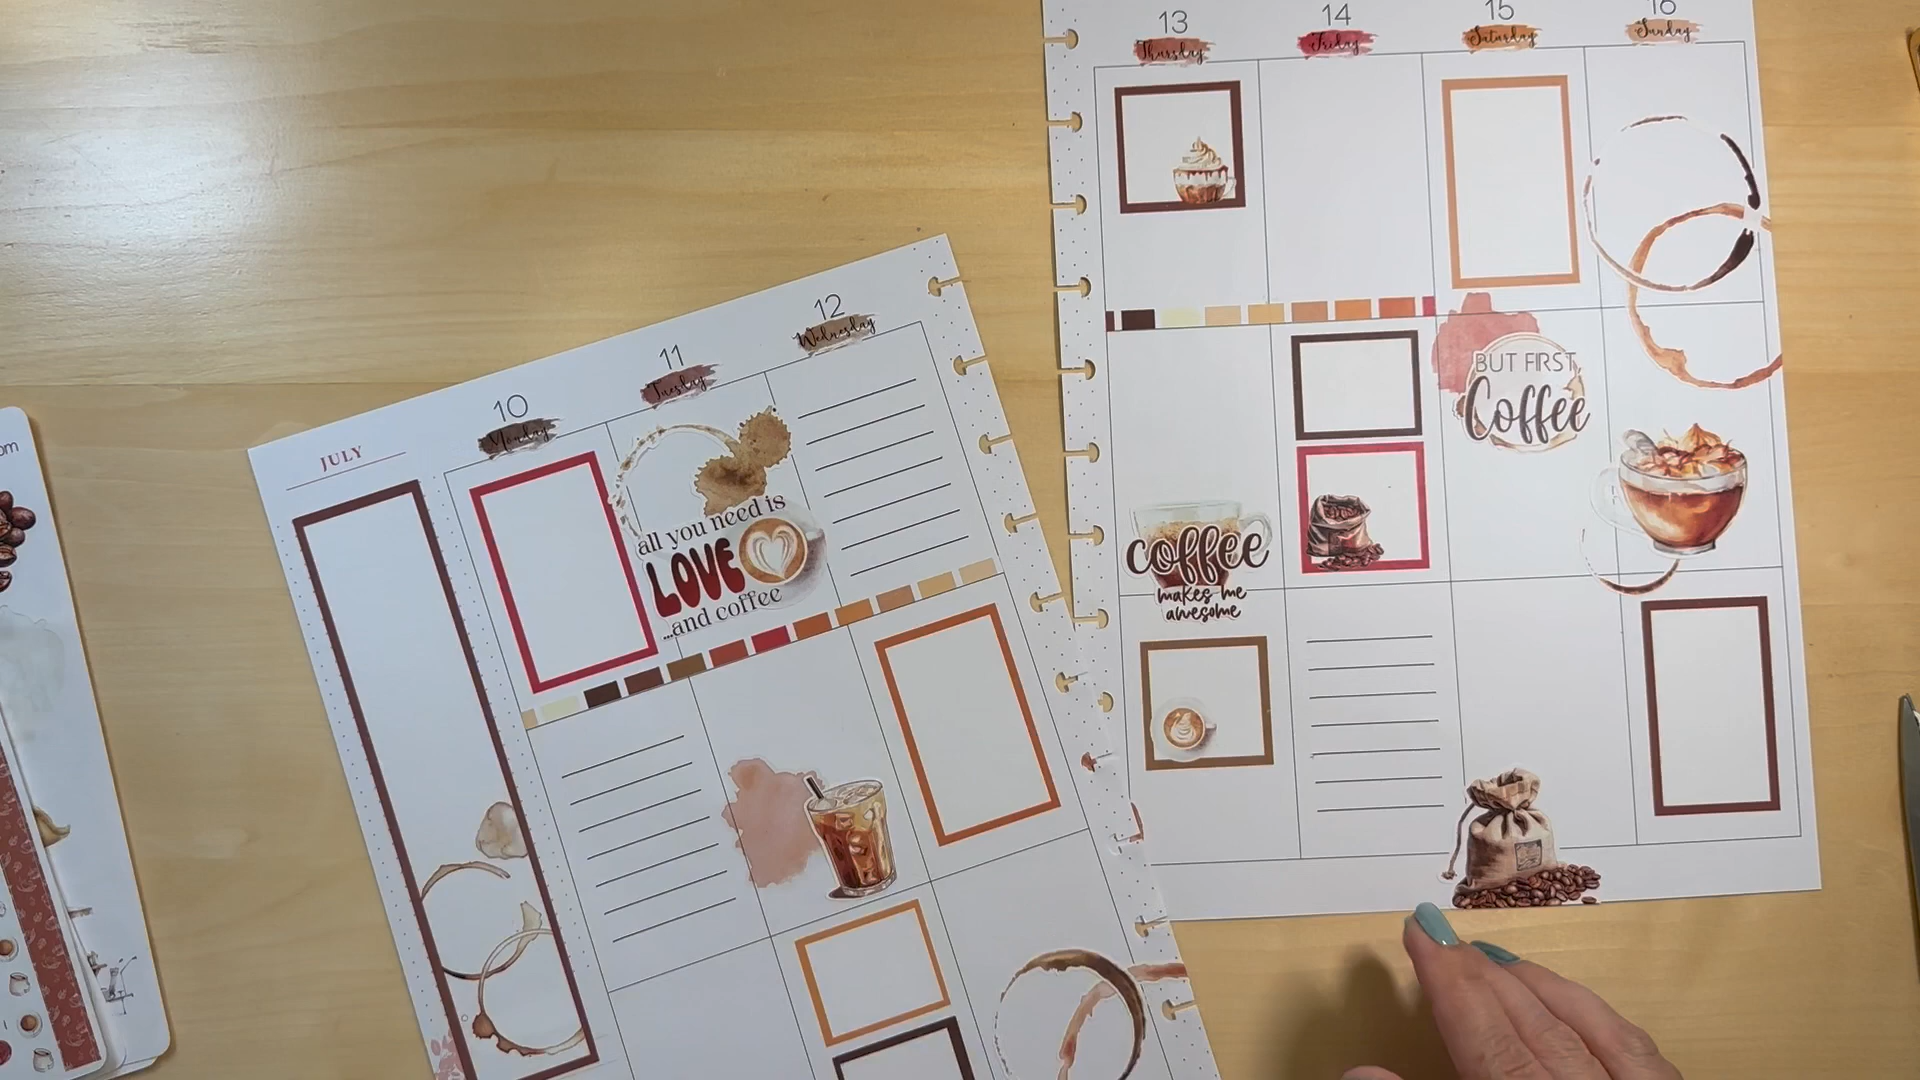 om
JULY
10
Monday
11
Tuesday
12
Wednesday
all you need is
LOVE
...and coffee
13
Thursday
14
Friday
15
Saturday
16
Sunday
BUT FIRST
Coffee
coffee
makes me
awesome